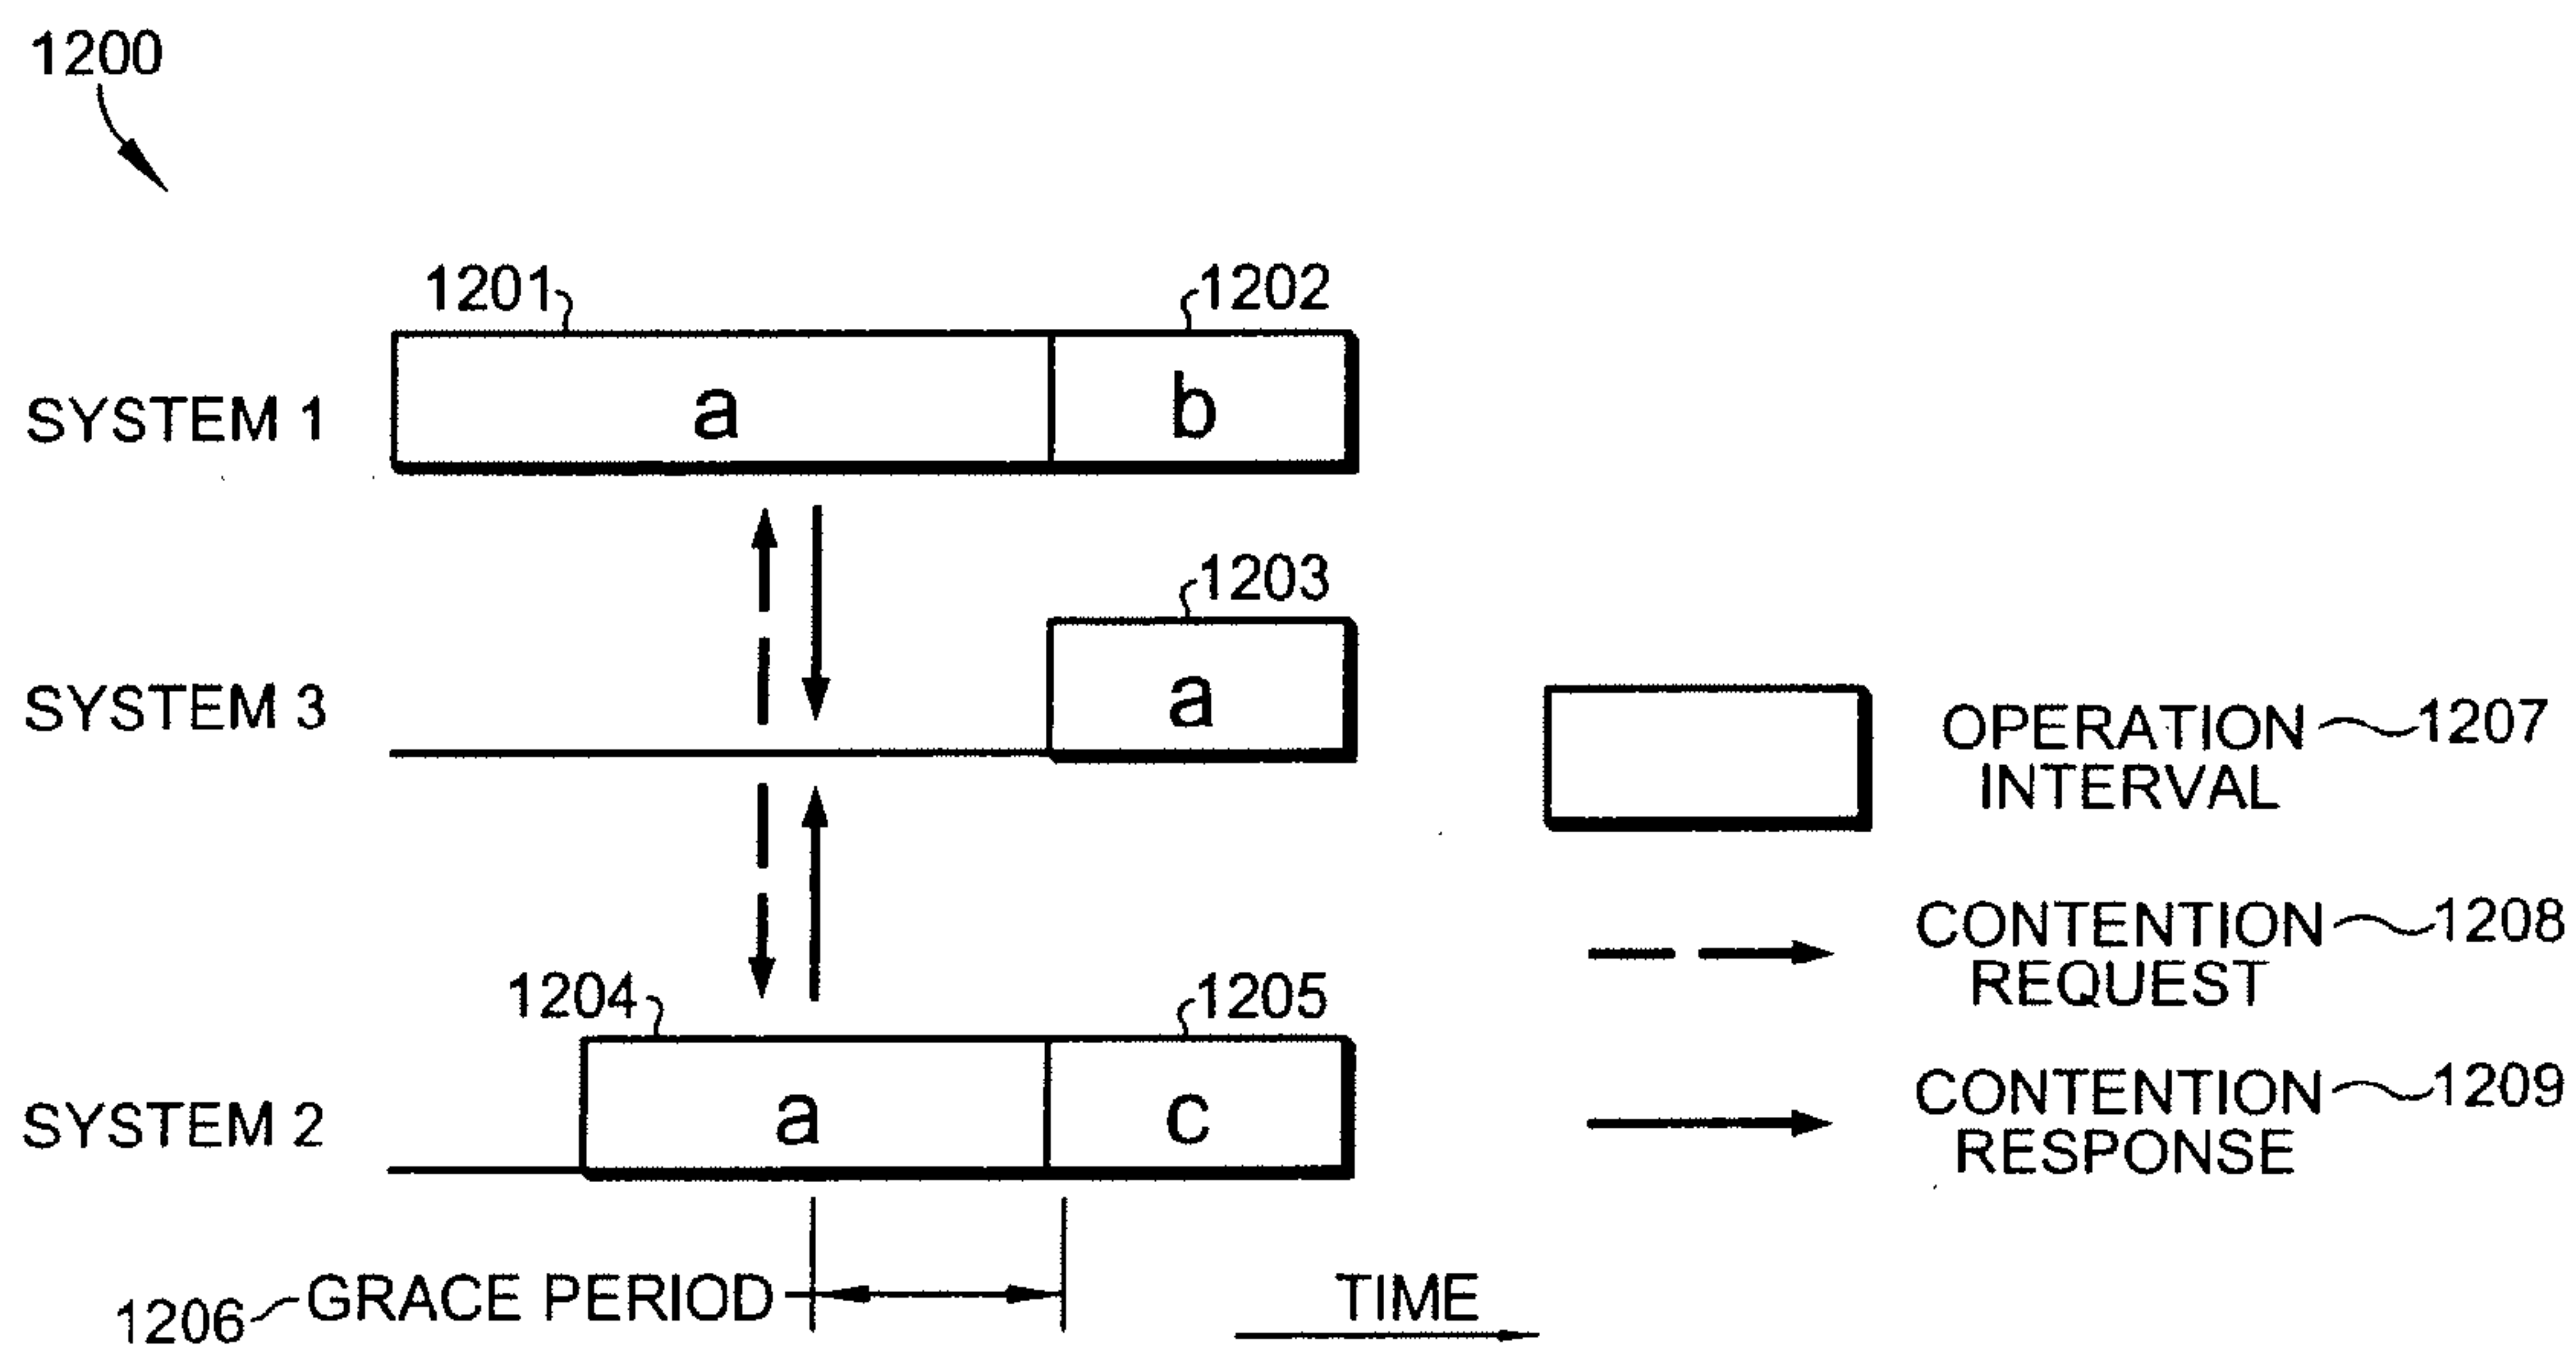 1200
1201
1202
SYSTEM 1
a
b
1203
SYSTEM 3
a
OPERATION 1207
INTERVAL
CONTENTION 1208
REQUEST
1204
1205
SYSTEM 2
a
c
CONTENTION 1209
RESPONSE
1206 GRACE PERIOD
TIME